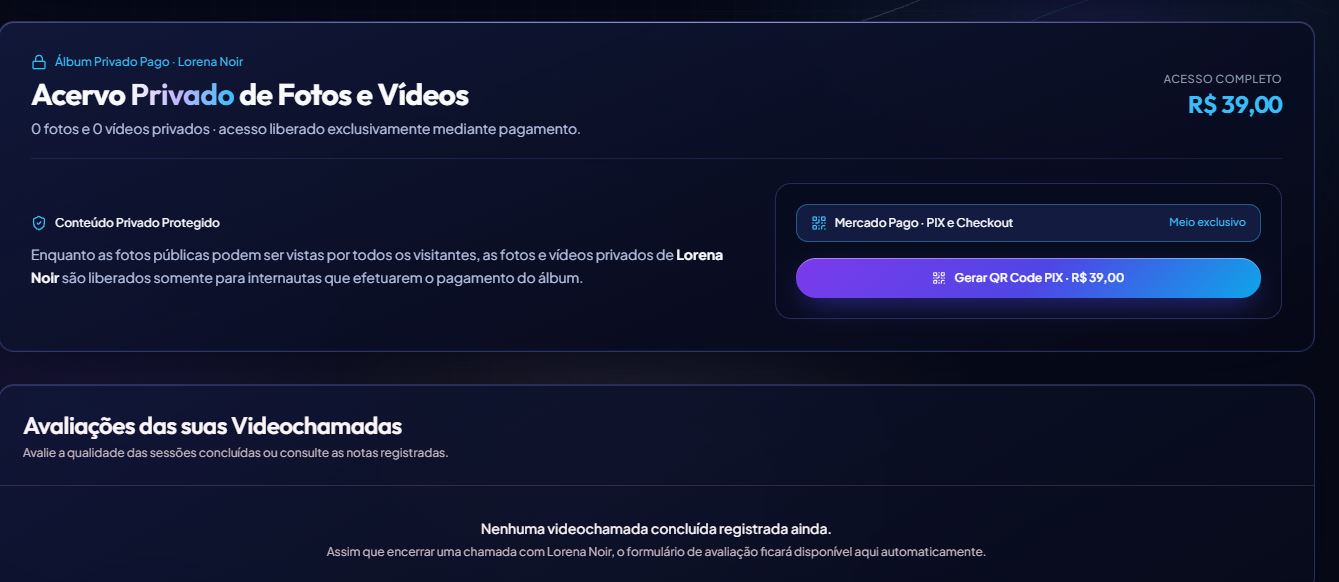 Álbum Privado Pago · Lorena Noir
Acervo Privado de Fotos e Vídeos
0 fotos e 0 vídeos privados · acesso liberado exclusivamente mediante pagamento.
ACESSO COMPLETO
R$ 39,00
Conteúdo Privado Protegido
Enquanto as fotos públicas podem ser vistas por todos os visitantes, as fotos e vídeos privados de Lorena
Noir são liberados somente para internautas que efetuarem o pagamento do álbum.
Mercado Pago · PIX e Checkout
Meio exclusivo
Gerar QR Code PIX · R$ 39,00
Avaliações das suas Videochamadas
Avalie a qualidade das sessões concluídas ou consulte as notas registradas.
Nenhuma videochamada concluída registrada ainda.
Assim que encerrar uma chamada com Lorena Noir, o formulário de avaliação ficará disponível aqui automaticamente.